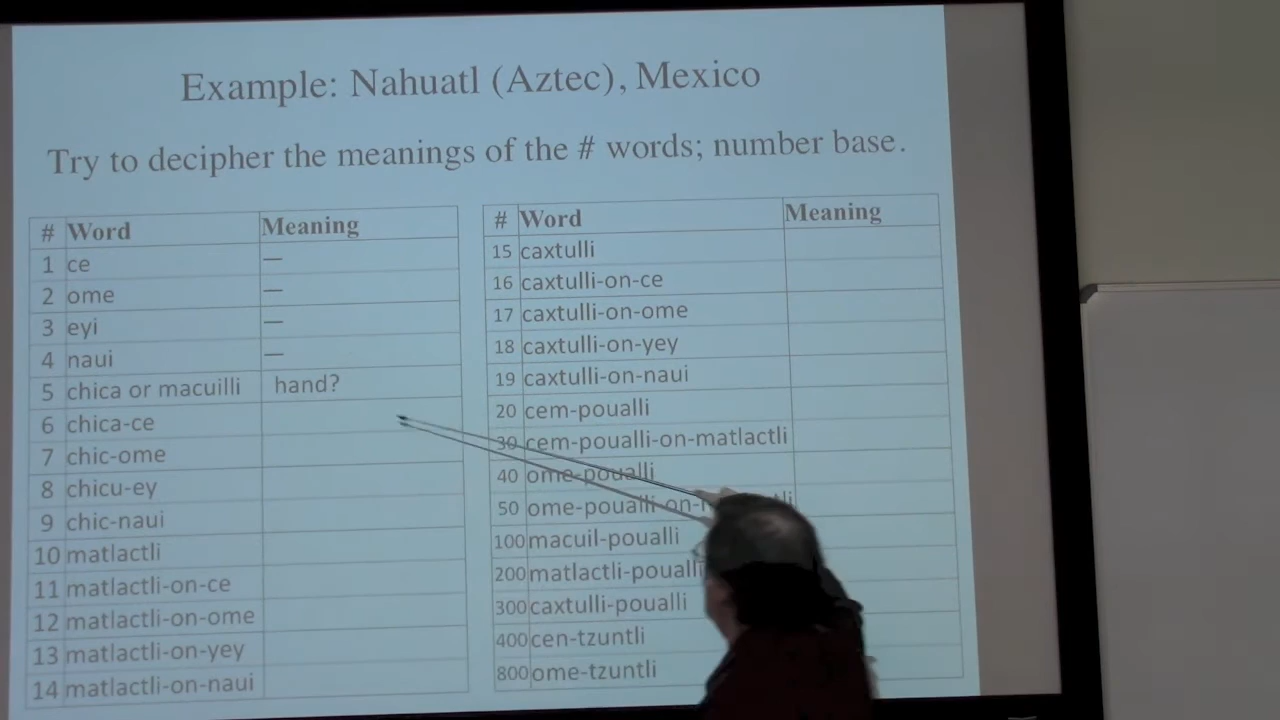 Example: Nahuatl (Aztec), Mexico
Try to decipher the meanings of the # words; number base.
# Word Meaning
1 ce —
2 ome —
3 eyi —
4 naui —
5 chica or macuilli hand?
6 chica-ce
7 chic-ome
8 chicu-ey
9 chic-naui
10 matlactli
11 matlactli-on-ce
12 matlactli-on-ome
13 matlactli-on-yey
14 matlactli-on-naui
# Word Meaning
15 caxtulli
16 caxtulli-on-ce
17 caxtulli-on-ome
18 caxtulli-on-yey
19 caxtulli-on-naui
20 cem-poualli
30 cem-poualli-on-matlactli
40 ome-poualli
50
100 macuil-poualli
200 matlactli-poualli
300 caxtulli-poualli
400 cen-tzuntli
800 ome-tzuntli